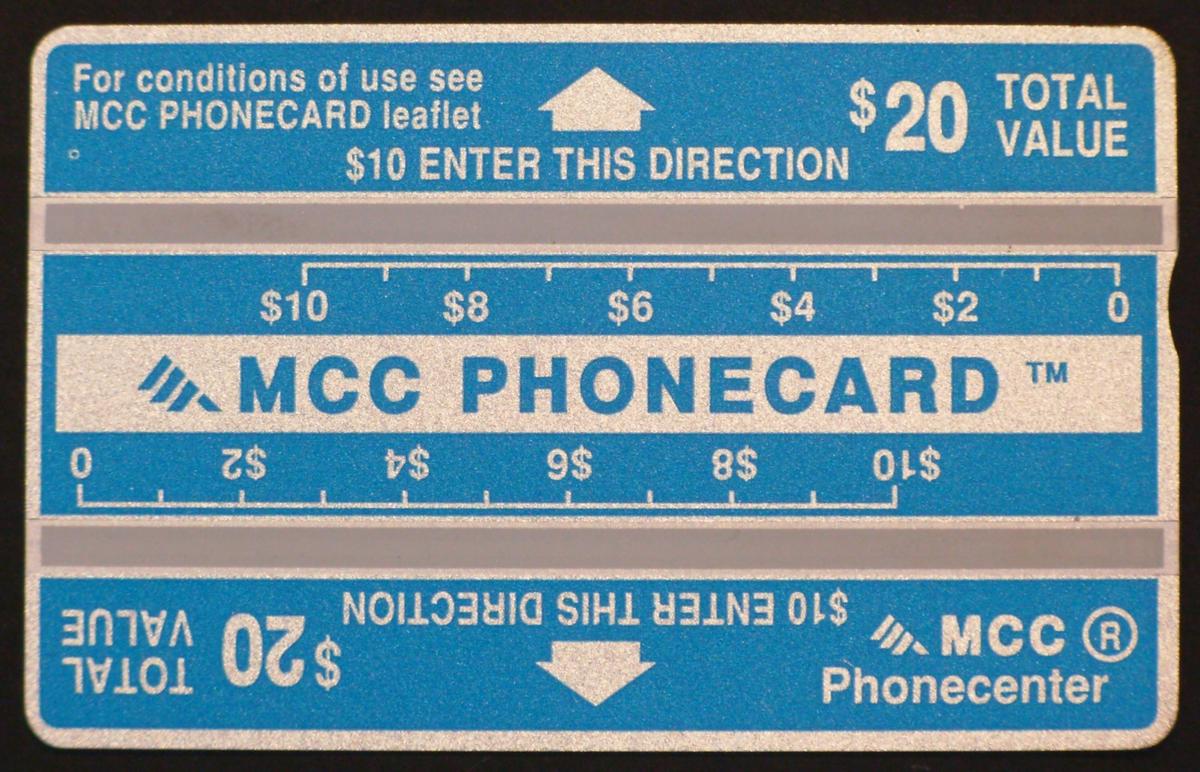 For conditions of use see
MCC PHONECARD leaflet
$20 TOTAL
VALUE
$10 ENTER THIS DIRECTION
$10 $8 $6 $4 $2 0
MCC PHONECARD ™
0 $2 $4 $6 $8 $10
$10 ENTER THIS DIRECTION
$20 TOTAL
VALUE
MCC ®
Phonecenter